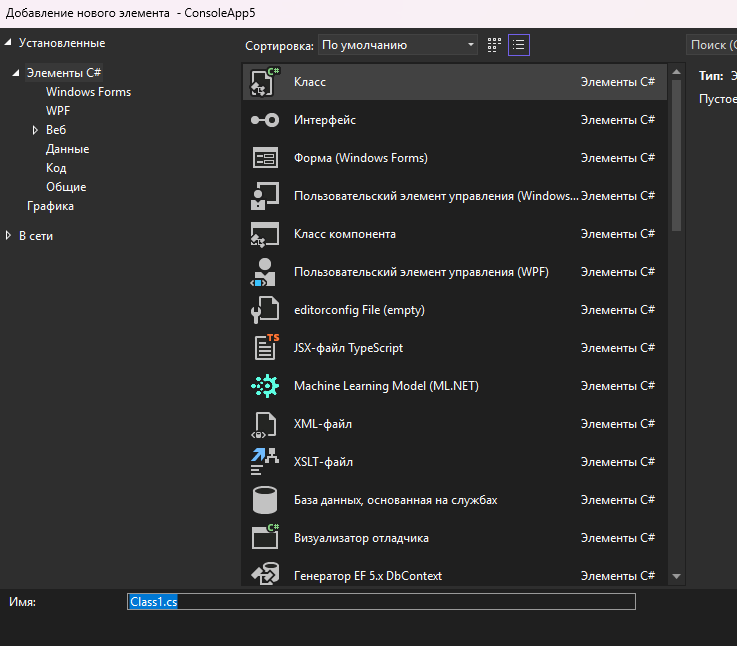 Добавление нового элемента - ConsoleApp5
Установленные
Элементы C#
Windows Forms
WPF
Веб
Данные
Код
Общие
Графика
В сети
Сортировка: По умолчанию
Поиск (C
C#
Класс Элементы C#
Интерфейс Элементы C#
Форма (Windows Forms) Элементы C#
Пользовательский элемент управления (Windows... Элементы C#
Класс компонента Элементы C#
Пользовательский элемент управления (WPF) Элементы C#
editorconfig File (empty) Элементы C#
TS
JSX-файл TypeScript Элементы C#
Machine Learning Model (ML.NET) Элементы C#
XML-файл Элементы C#
XSLT-файл Элементы C#
База данных, основанная на службах Элементы C#
C#
Визуализатор отладчика Элементы C#
Генератор EF 5.x DbContext Элементы C#
Тип: Э
Пустое
Имя: Class1.cs